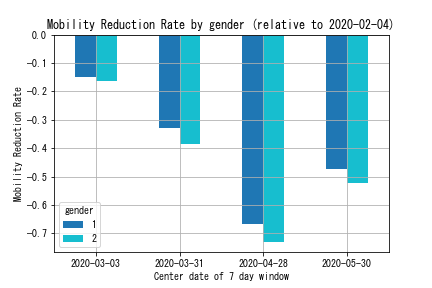 Mobility Reduction Rate by gender (relative to 2020-02-04)
0.0
-0.1
-0.2
-0.3
-0.4
-0.5
-0.6
-0.7
Mobility Reduction Rate
gender
1
2
2020-03-03 2020-03-31 2020-04-28 2020-05-30
Center date of 7 day window